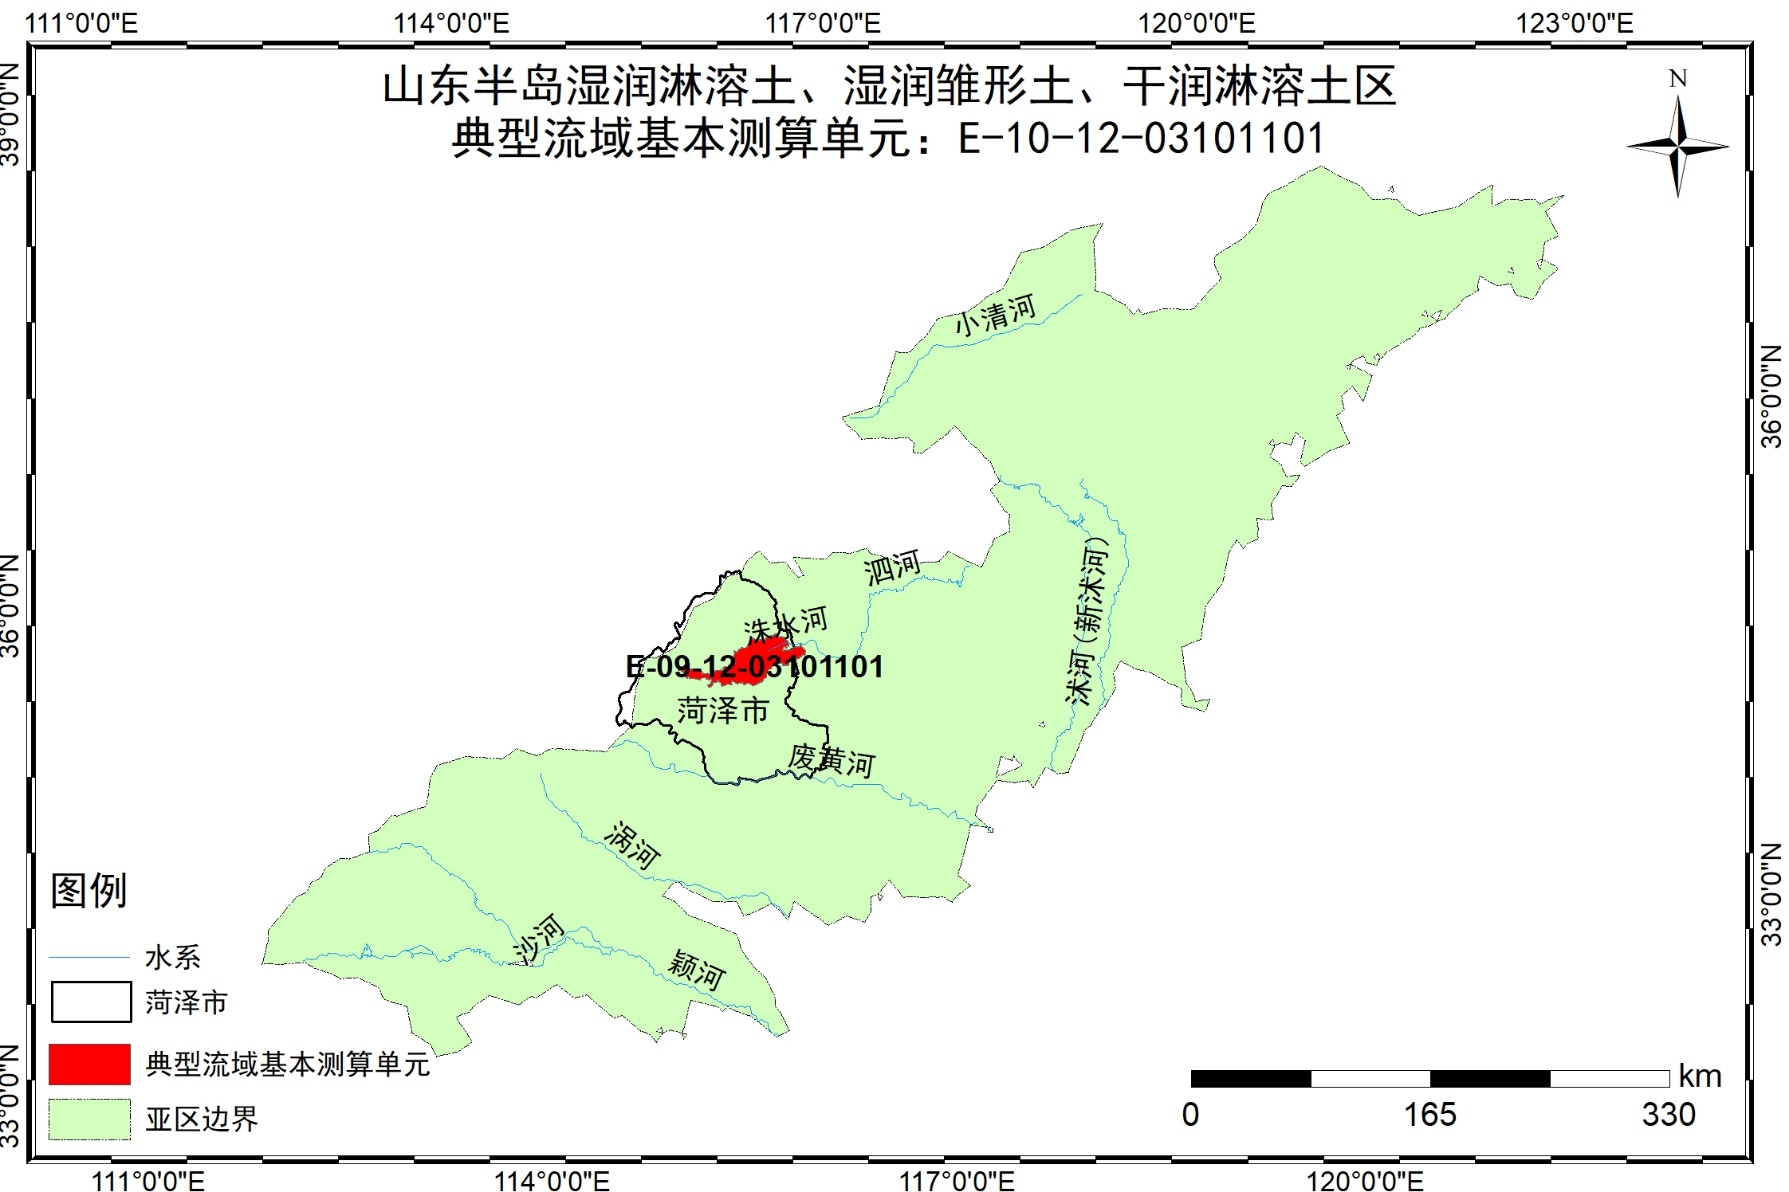 111°0'0"E 114°0'0"E 117°0'0"E 120°0'0"E 123°0'0"E
39°0'0"N
山东半岛湿润淋溶土、湿润雏形土、干润淋溶土区
典型流域基本测算单元：E-10-12-03101101
N
小清河
36°0'0"N
36°0'0"N
泗河
沭河（新沭河）
洙水河
E-09-12-03101101
菏泽市
废黄河
涡河
33°0'0"N
沙河
颍河
图例
水系
菏泽市
典型流域基本测算单元
亚区边界
33°0'0"N
km
0 165 330
111°0'0"E 114°0'0"E 117°0'0"E 120°0'0"E